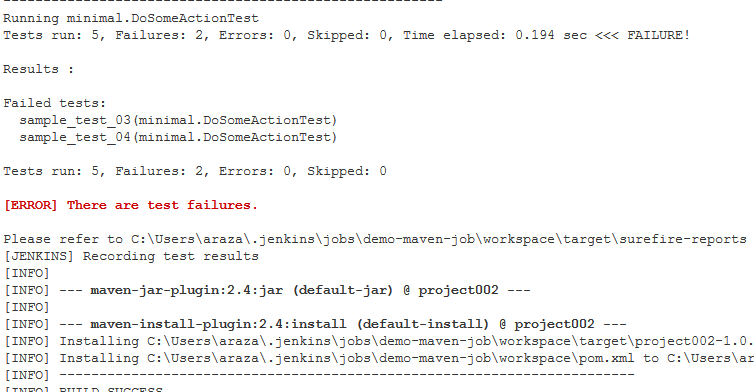 -------------------------------------------------------
Running minimal.DoSomeActionTest
Tests run: 5, Failures: 2, Errors: 0, Skipped: 0, Time elapsed: 0.194 sec <<< FAILURE!
Results :
Failed tests:
sample_test_03(minimal.DoSomeActionTest)
sample_test_04(minimal.DoSomeActionTest)
Tests run: 5, Failures: 2, Errors: 0, Skipped: 0
[ERROR] There are test failures.
Please refer to C:\Users\araza\.jenkins\jobs\demo-maven-job\workspace\target\surefire-reports
[JENKINS] Recording test results
[INFO]
[INFO] --- maven-jar-plugin:2.4:jar (default-jar) @ project002 ---
[INFO]
[INFO] --- maven-install-plugin:2.4:install (default-install) @ project002 ---
[INFO] Installing C:\Users\araza\.jenkins\jobs\demo-maven-job\workspace\target\project002-1.0.
[INFO] Installing C:\Users\araza\.jenkins\jobs\demo-maven-job\workspace\pom.xml to C:\Users\ar
[INFO] ------------------------------------------------------------------------
[INFO] BUILD SUCCESS